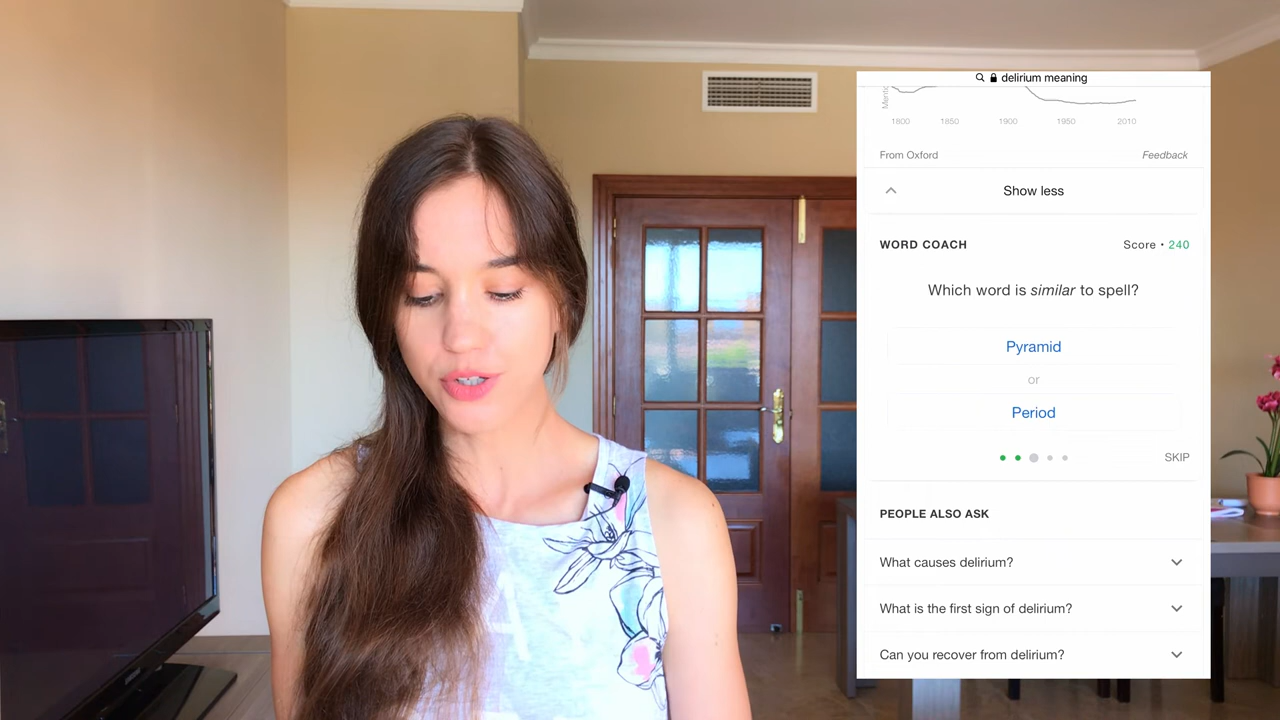 delirium meaning
1800 1850 1900 1950 2010
From Oxford Feedback
Show less
WORD COACH Score • 240
Which word is similar to spell?
Pyramid
or
Period
SKIP
PEOPLE ALSO ASK
What causes delirium?
What is the first sign of delirium?
Can you recover from delirium?